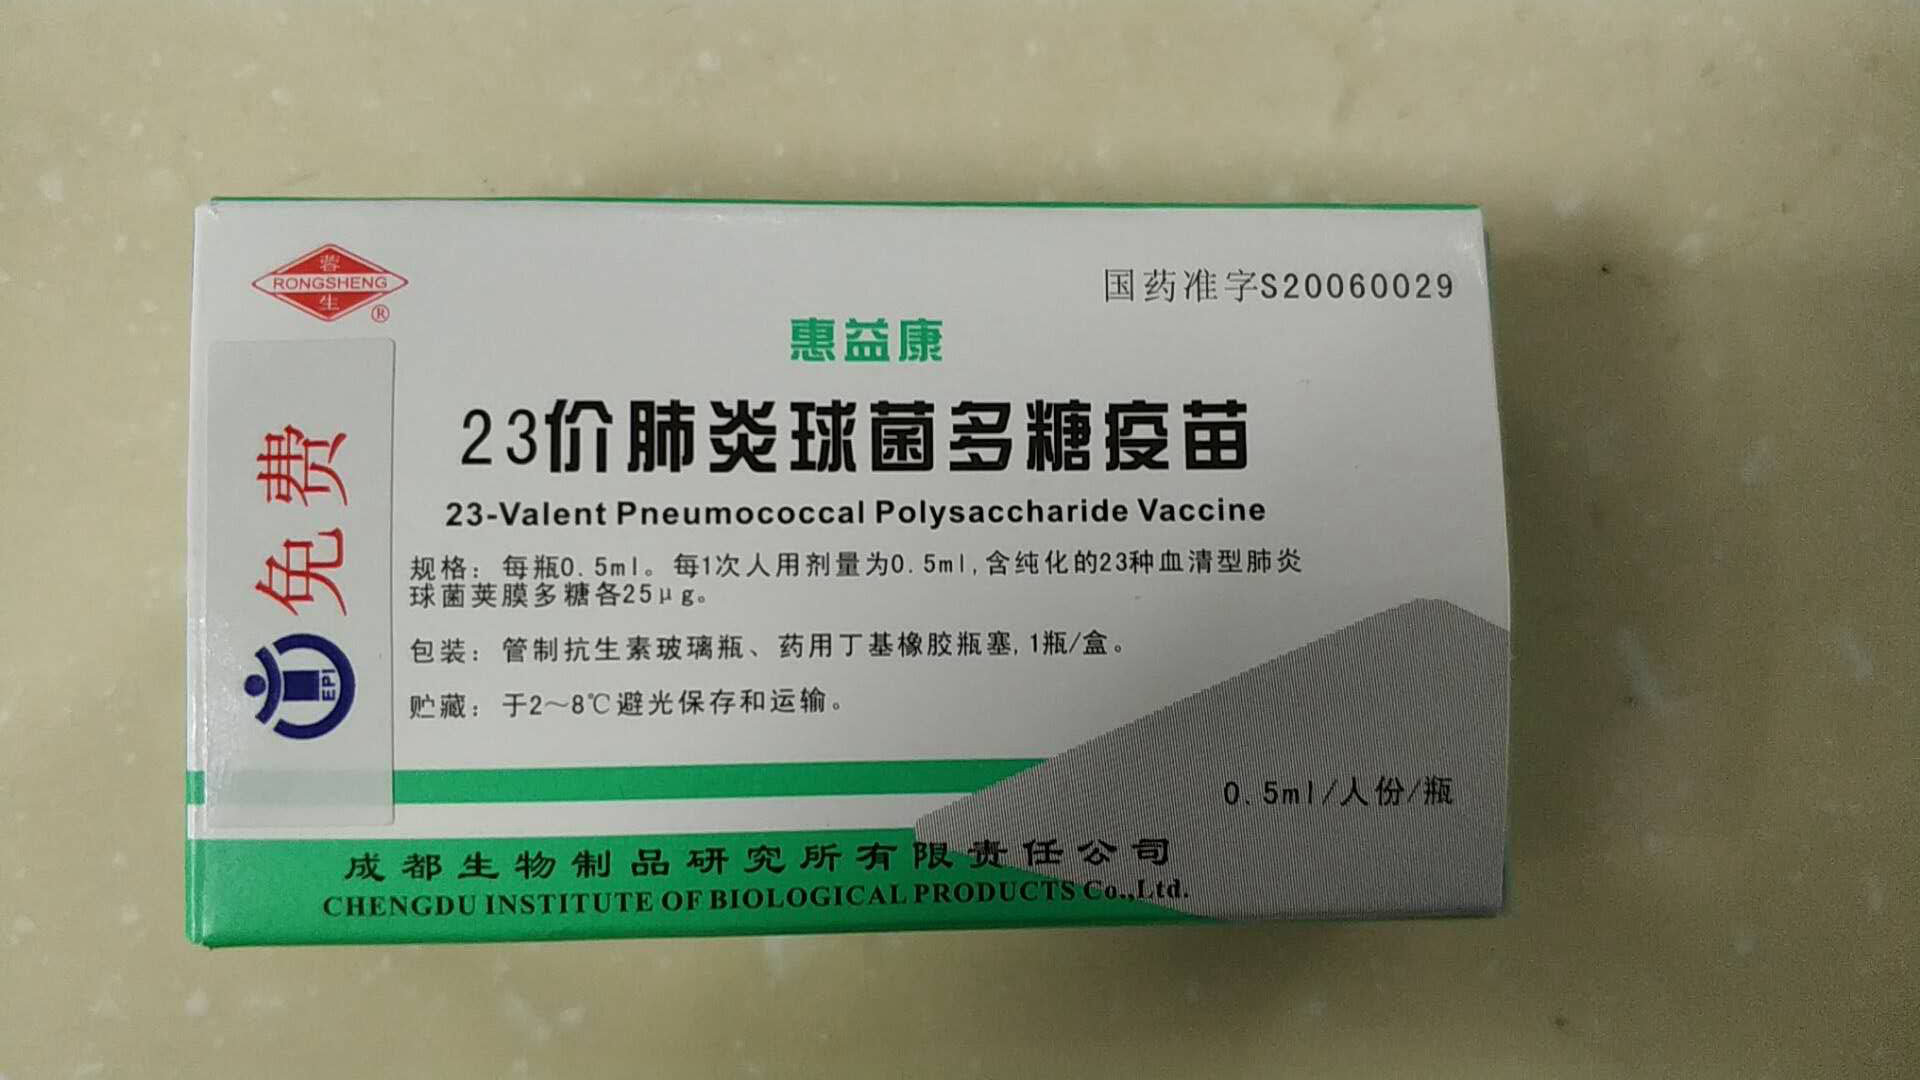 蓉
RONGSHENG
生
®
国药准字S20060029
惠益康
23价肺炎球菌多糖疫苗
23-Valent Pneumococcal Polysaccharide Vaccine
规格：每瓶0.5ml。每1次人用剂量为0.5ml,含纯化的23种血清型肺炎
球菌荚膜多糖各25μg。
包装：管制抗生素玻璃瓶、药用丁基橡胶瓶塞,1瓶/盒。
贮藏：于2～8℃避光保存和运输。
免费
EPI
0.5ml/人份/瓶
成都生物制品研究所有限责任公司
CHENGDU INSTITUTE OF BIOLOGICAL PRODUCTS Co.,Ltd.